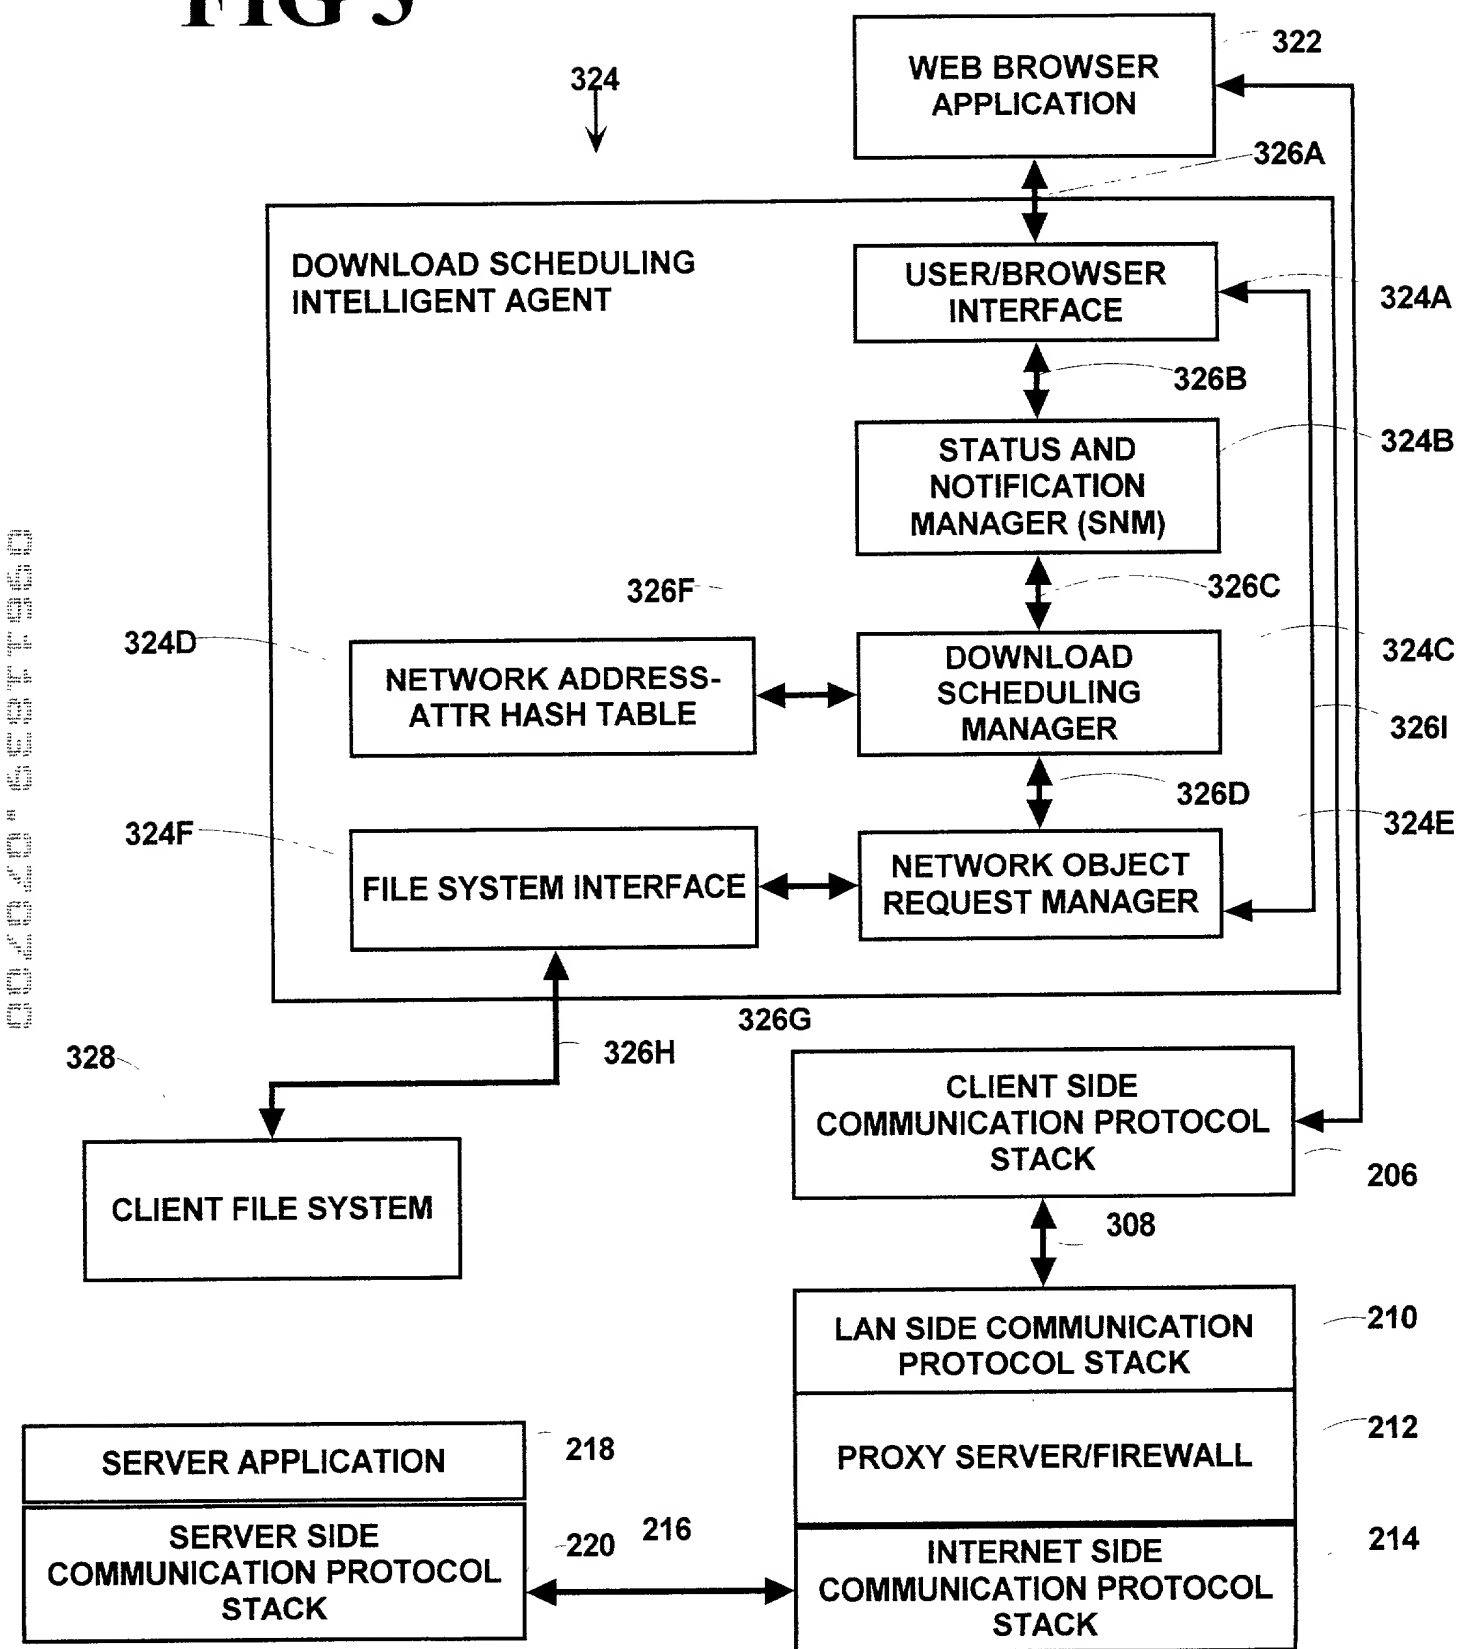 FIG 3
322
WEB BROWSER
APPLICATION
324
326A
DOWNLOAD SCHEDULING
INTELLIGENT AGENT
USER/BROWSER
INTERFACE
324A
326B
STATUS AND
NOTIFICATION
MANAGER (SNM)
324B
326F
326C
324D
NETWORK ADDRESS-
ATTR HASH TABLE
DOWNLOAD
SCHEDULING
MANAGER
324C
326I
326D
324F
FILE SYSTEM INTERFACE
NETWORK OBJECT
REQUEST MANAGER
324E
326G
328
326H
CLIENT SIDE
COMMUNICATION PROTOCOL
STACK
206
CLIENT FILE SYSTEM
308
LAN SIDE COMMUNICATION
PROTOCOL STACK
210
PROXY SERVER/FIREWALL
212
SERVER APPLICATION
218
SERVER SIDE
COMMUNICATION PROTOCOL
STACK
220
216
INTERNET SIDE
COMMUNICATION PROTOCOL
STACK
214